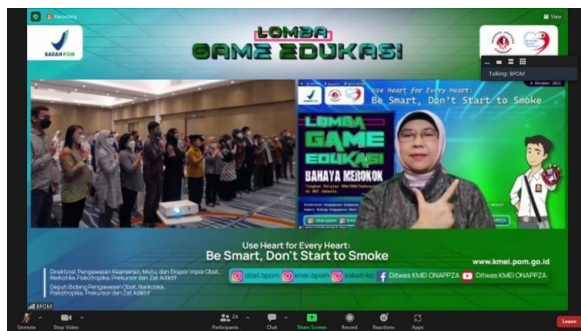 Recording
View
BADAN POM
LOMBA
GAME EDUKASI
Talking: BPOM
Use Heart for Every Heart:
Be Smart, Don't Start to Smoke
LOMBA
GAME
EDUKASI
BAHAYA MEROKOK
Use Heart for Every Heart:
Be Smart, Don't Start to Smoke
www.kmei.pom.go.id
Direktorat Pengawasan Keamanan, Mutu, dan Ekspor Impor Obat,
Narkotika, Psikotropika, Prekursor dan Zat Adiktif
Deputi Bidang Pengawasan Obat, Narkotika,
Psikotropika, Prekursor dan Zat Adiktif
obat.bpom
kmei.bpom
Ditwas KMEI ONAPPZA
Ditwas KMEI ONAPPZA
BPOM
Unmute
Stop Video
24
Participants
Chat
Share Screen
Record
Reactions
Apps
Leave